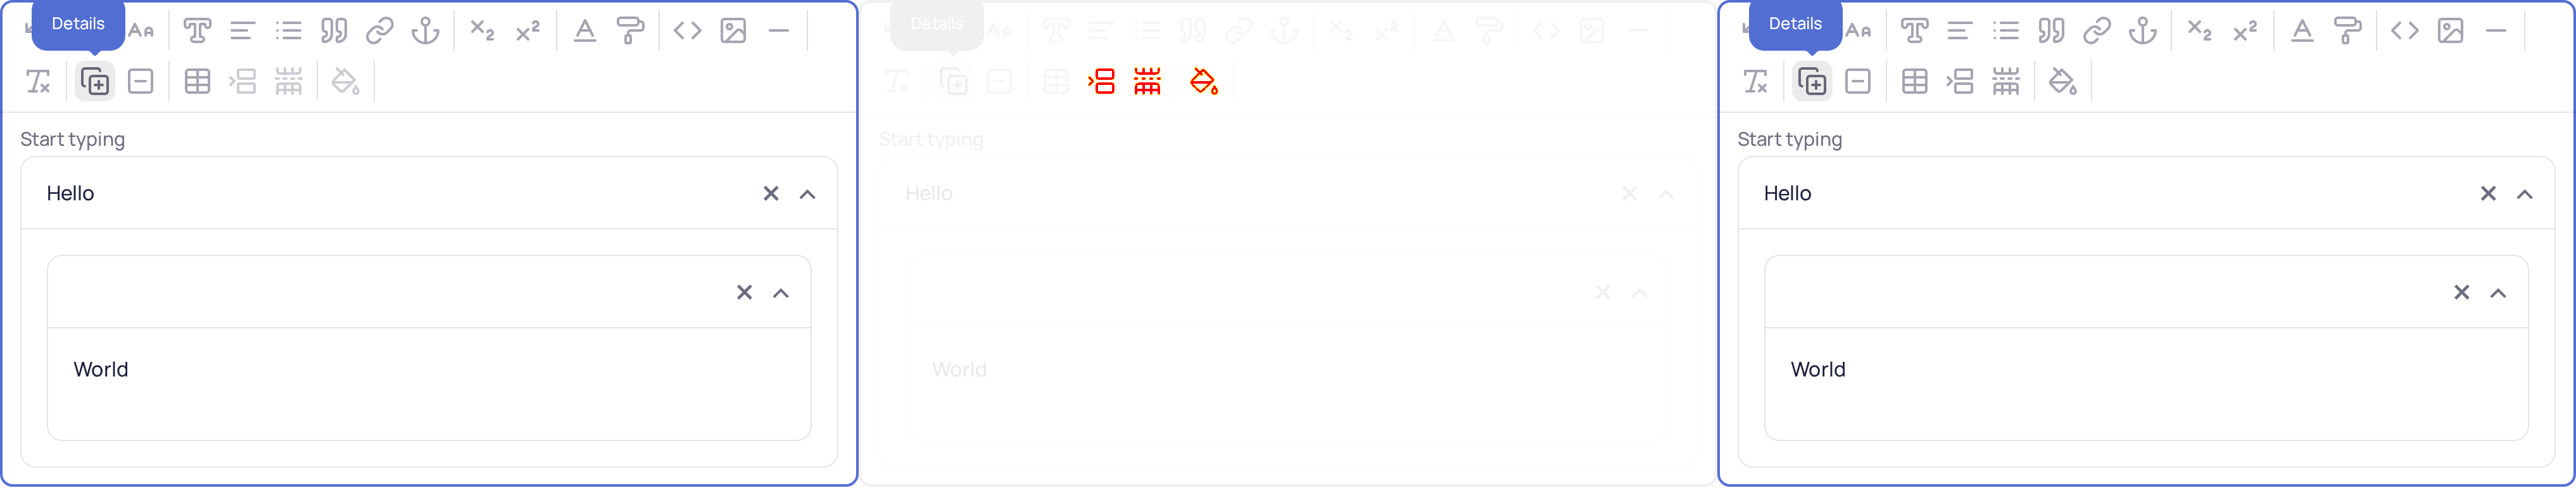 Details
Start typing
Hello
World
Details
Start typing
Hello
World
Details
Start typing
Hello
World